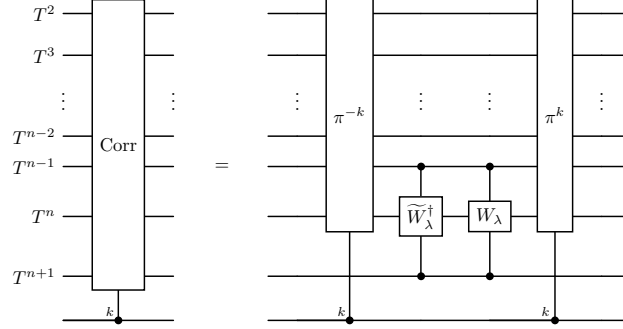 T^2
T^3
⋮ ⋮ ⋮ ⋮ ⋮ ⋮
π^{-k} π^k
T^{n-2}
Corr
T^{n-1}
=
T^n \widetilde{W}_λ^† W_λ
T^{n+1}
k k k